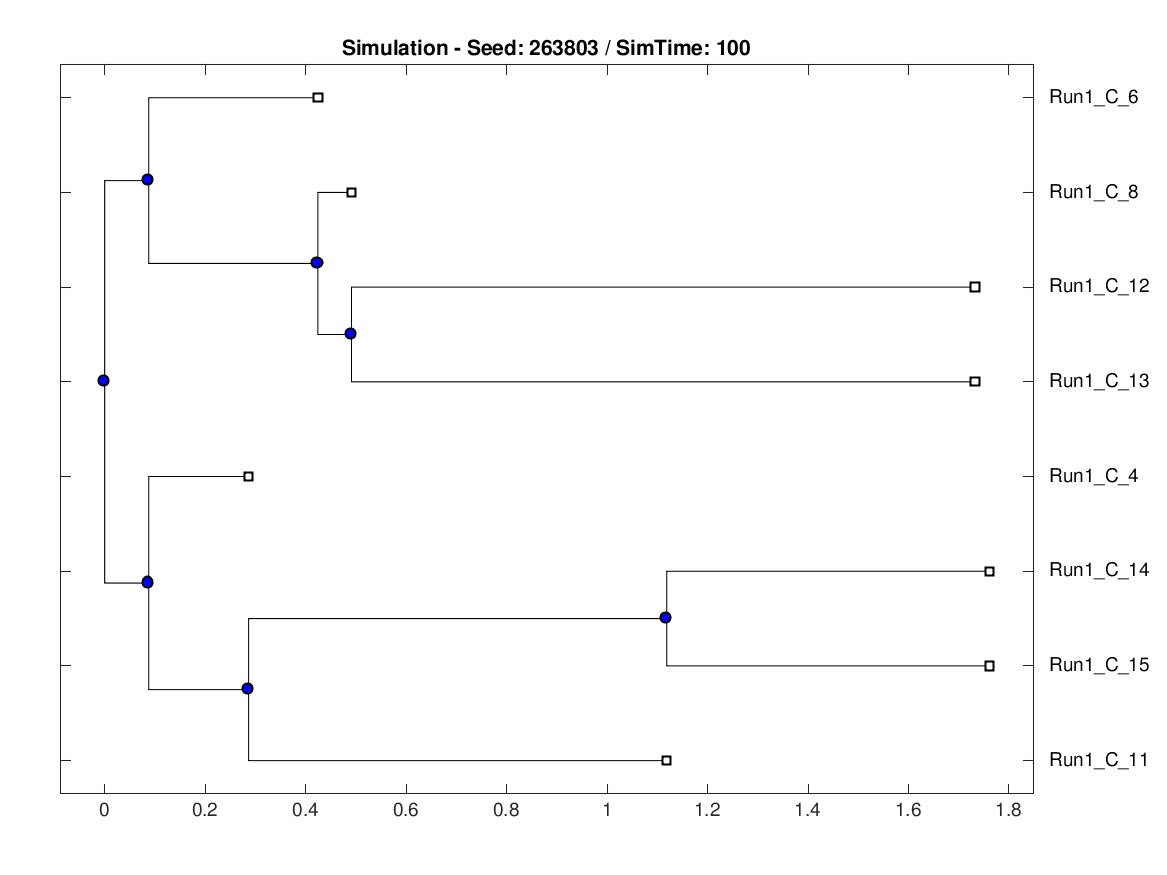 Simulation - Seed: 263803 / SimTime: 100
Run1_C_6
Run1_C_8
Run1_C_12
Run1_C_13
Run1_C_4
Run1_C_14
Run1_C_15
Run1_C_11
0 0.2 0.4 0.6 0.8 1 1.2 1.4 1.6 1.8